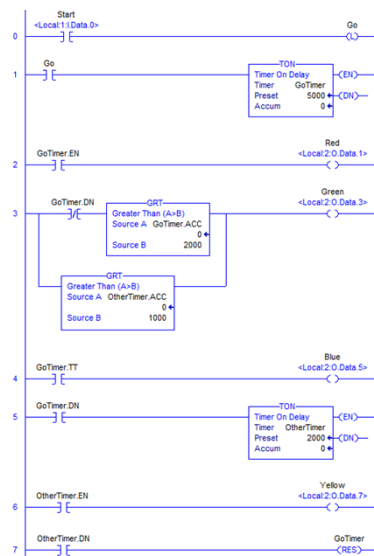 Start
<Local:1:I.Data.0>
Go
0
(L)
Go
1
TON
Timer On Delay
Timer GoTimer
Preset 5000
Accum 0
(EN)
(DN)
GoTimer.EN
Red
<Local:2:O.Data.1>
2
GoTimer.DN
GRT
Greater Than (A>B)
Source A GoTimer.ACC
0
Source B 2000
Green
<Local:2:O.Data.3>
3
GRT
Greater Than (A>B)
Source A OtherTimer.ACC
0
Source B 1000
GoTimer.TT
Blue
<Local:2:O.Data.5>
4
GoTimer.DN
5
TON
Timer On Delay
Timer OtherTimer
Preset 2000
Accum 0
(EN)
(DN)
OtherTimer.EN
Yellow
<Local:2:O.Data.7>
6
OtherTimer.DN
GoTimer
7
(RES)